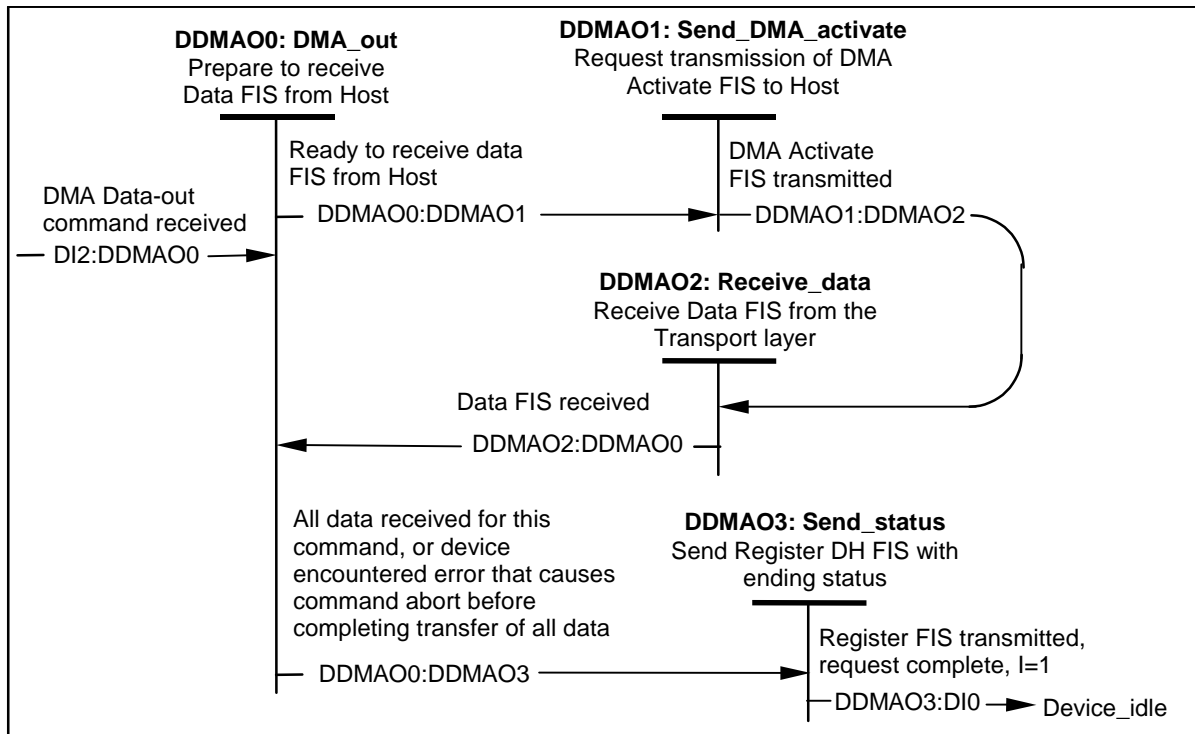 DDMAO0: DMA_out
Prepare to receive
Data FIS from Host
DDMAO1: Send_DMA_activate
Request transmission of DMA
Activate FIS to Host
Ready to receive data
FIS from Host
DDMAO0:DDMAO1
DMA Activate
FIS transmitted
DDMAO1:DDMAO2
DMA Data-out
command received
DI2:DDMAO0
DDMAO2: Receive_data
Receive Data FIS from the
Transport layer
Data FIS received
DDMAO2:DDMAO0
All data received for this
command, or device
encountered error that causes
command abort before
completing transfer of all data
DDMAO0:DDMAO3
DDMAO3: Send_status
Send Register DH FIS with
ending status
Register FIS transmitted,
request complete, I=1
DDMAO3:DI0
Device_idle